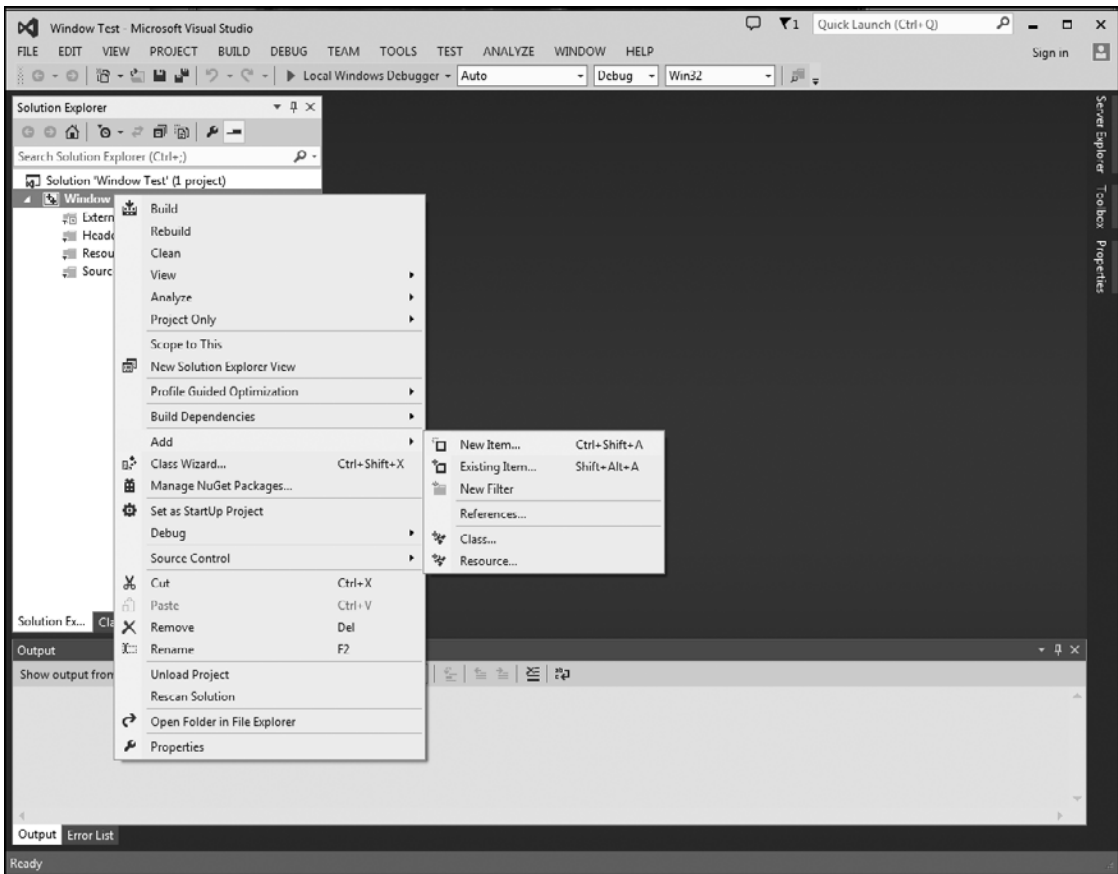 Window Test - Microsoft Visual Studio
1
Quick Launch (Ctrl+Q)
FILE EDIT VIEW PROJECT BUILD DEBUG TEAM TOOLS TEST ANALYZE WINDOW HELP
Sign in
Local Windows Debugger
Auto
Debug
Win32
Solution Explorer
Search Solution Explorer (Ctrl+;)
Solution 'Window Test' (1 project)
Window
Extern
Heade
Resou
Sourc
Build
Rebuild
Clean
View
Analyze
Project Only
Scope to This
New Solution Explorer View
Profile Guided Optimization
Build Dependencies
Add
Class Wizard... Ctrl+Shift+X
Manage NuGet Packages...
Set as StartUp Project
Debug
Source Control
Cut Ctrl+X
Paste Ctrl+V
Remove Del
Rename F2
Unload Project
Rescan Solution
Open Folder in File Explorer
Properties
New Item... Ctrl+Shift+A
Existing Item... Shift+Alt+A
New Filter
References...
Class...
Resource...
Server Explorer
Toolbox
Properties
Solution Ex...
Cla
Output
Show output from
Output
Error List
Ready